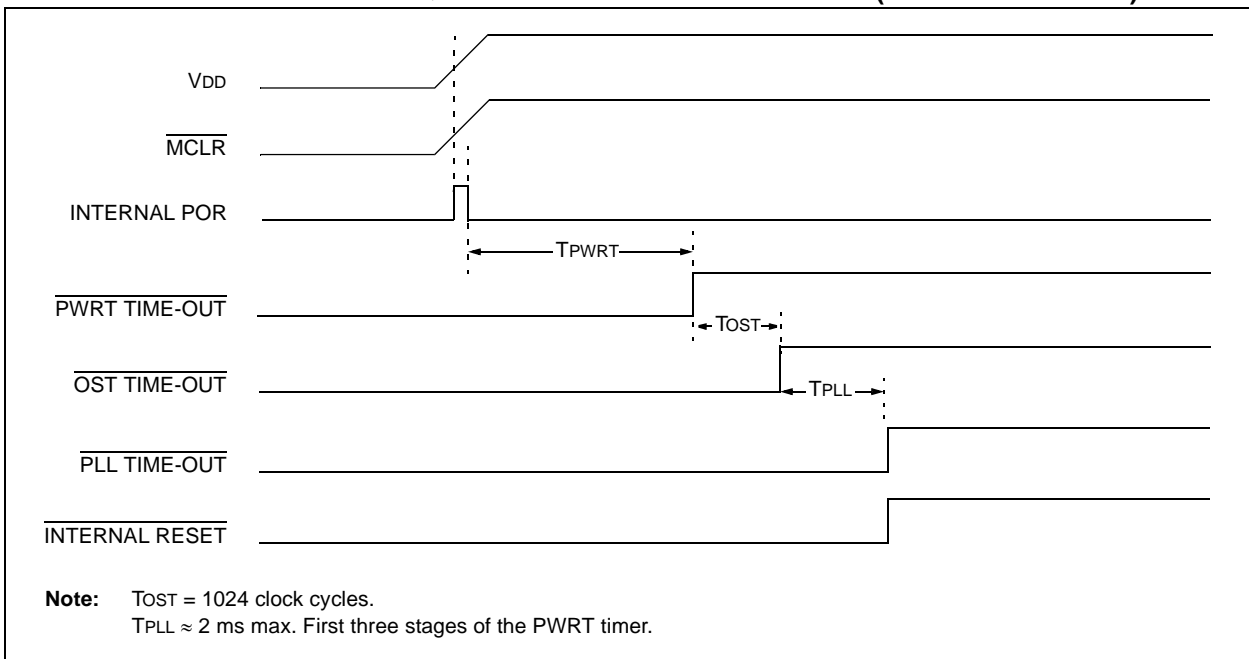 VDD
MCLR
INTERNAL POR
TPWRT
PWRT TIME-OUT
TOST
OST TIME-OUT
TPLL
PLL TIME-OUT
INTERNAL RESET
Note: TOST = 1024 clock cycles.
TPLL ≈ 2 ms max. First three stages of the PWRT timer.